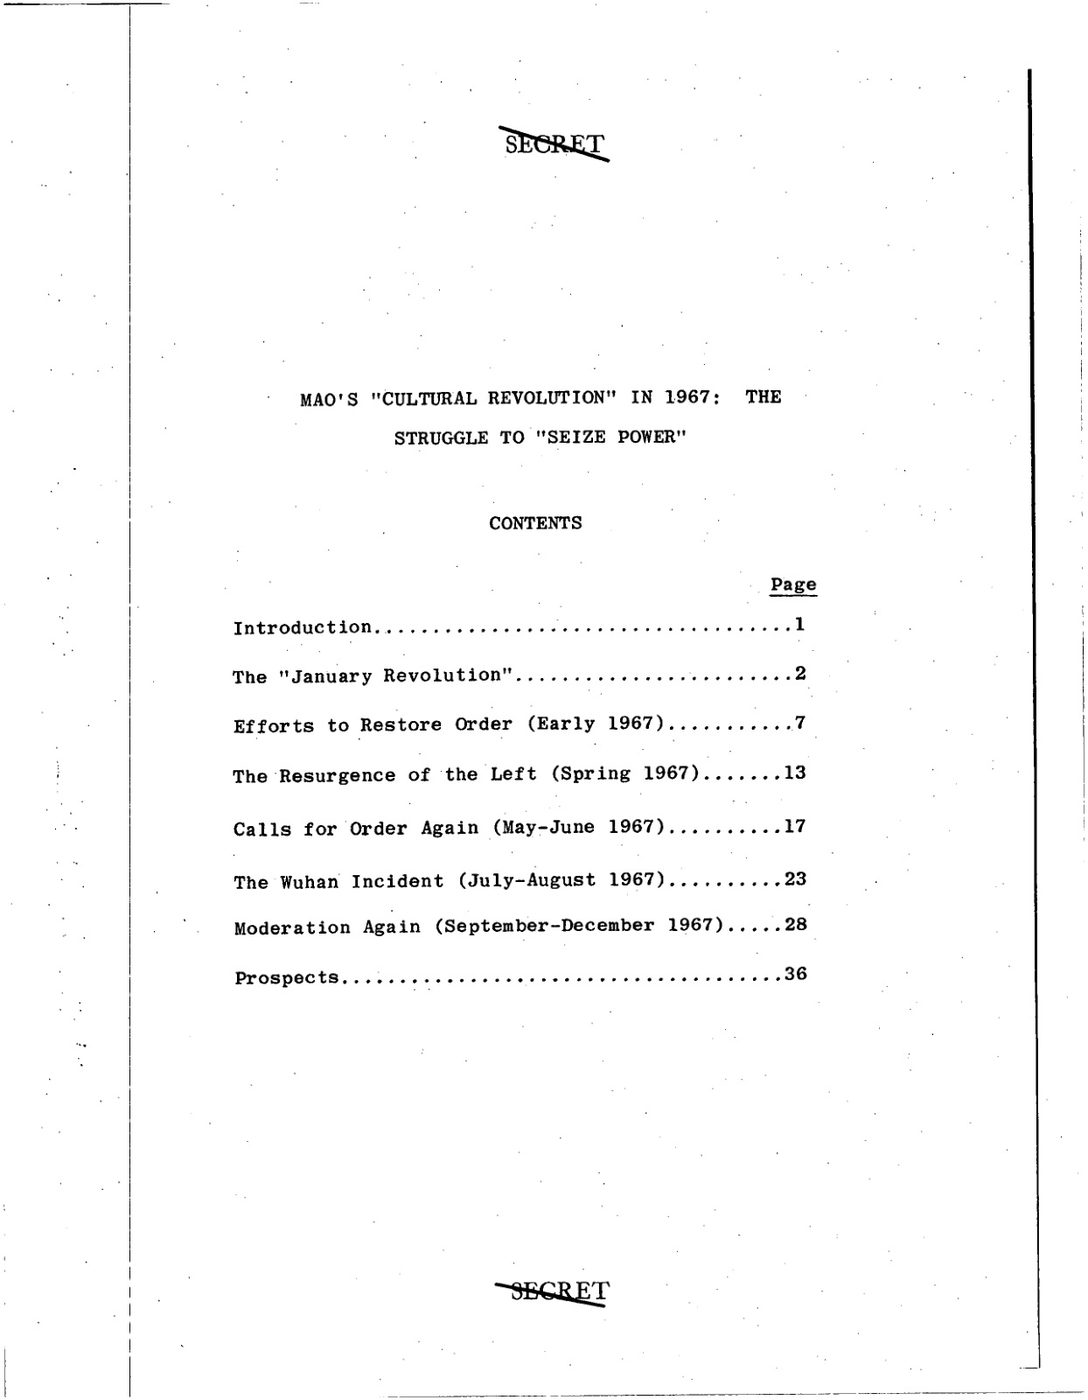 SECRET
MAO'S "CULTURAL REVOLUTION" IN 1967: THE
STRUGGLE TO "SEIZE POWER"
CONTENTS
Page
Introduction....................................1
The "January Revolution"........................2
Efforts to Restore Order (Early 1967)...........7
The Resurgence of the Left (Spring 1967).......13
Calls for Order Again (May-June 1967)..........17
The Wuhan Incident (July-August 1967)..........23
Moderation Again (September-December 1967).....28
Prospects......................................36
SECRET